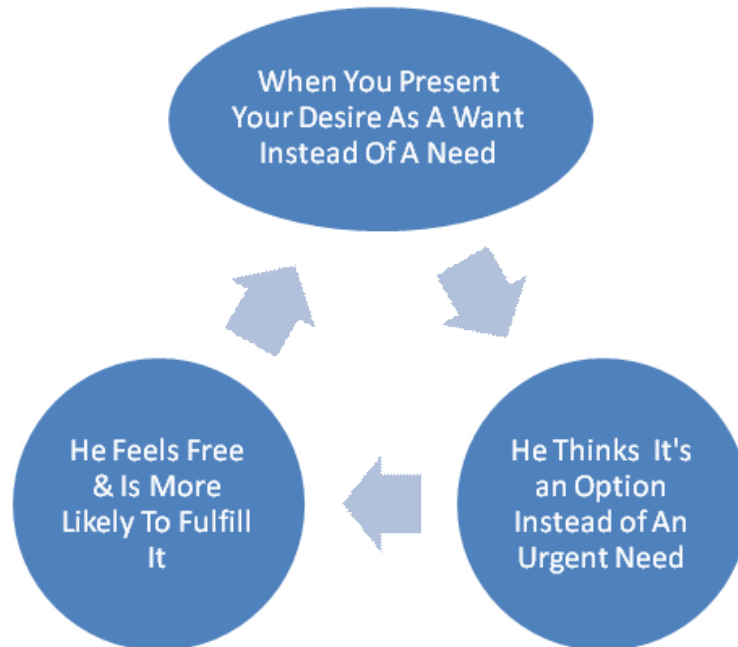 When You Present
Your Desire As A Want
Instead Of A Need
He Thinks  It's
an Option
Instead of An
Urgent Need
He Feels Free
& Is More
Likely To Fulfill
It